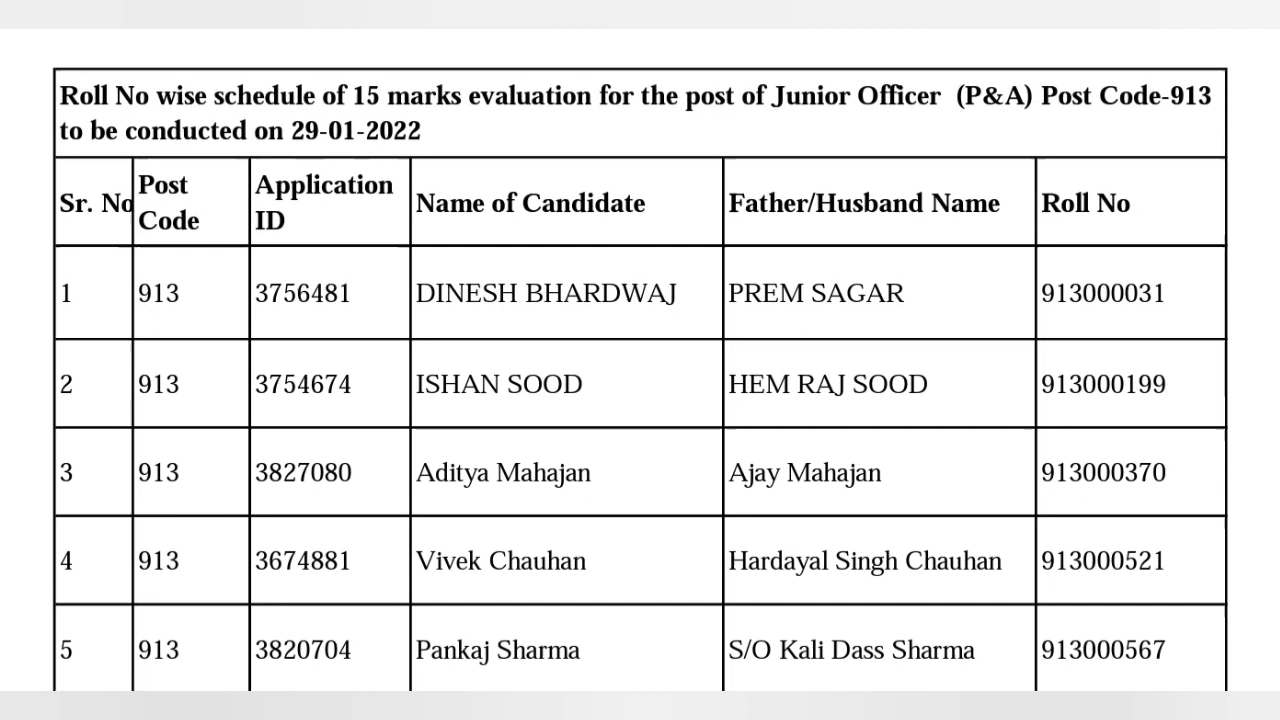 Roll No wise schedule of 15 marks evaluation for the post of Junior Officer (P&A) Post Code-913
to be conducted on 29-01-2022
Sr. No Post Code Application ID Name of Candidate Father/Husband Name Roll No
1 913 3756481 DINESH BHARDWAJ PREM SAGAR 913000031
2 913 3754674 ISHAN SOOD HEM RAJ SOOD 913000199
3 913 3827080 Aditya Mahajan Ajay Mahajan 913000370
4 913 3674881 Vivek Chauhan Hardayal Singh Chauhan 913000521
5 913 3820704 Pankaj Sharma S/O Kali Dass Sharma 913000567